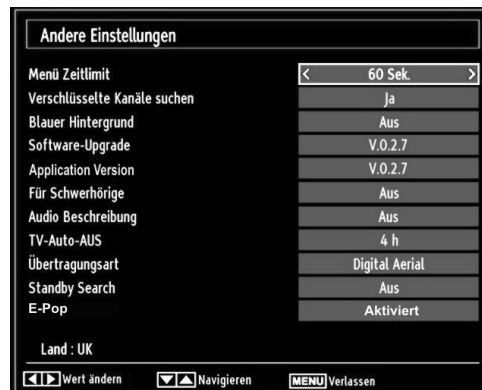 Andere Einstellungen
Menü Zeitlimit < 60 Sek. >
Verschlüsselte Kanäle suchen Ja
Blauer Hintergrund Aus
Software-Upgrade V.0.2.7
Application Version V.0.2.7
Für Schwerhörige Aus
Audio Beschreibung Aus
TV-Auto-AUS 4 h
Übertragungsart Digital Aerial
Standby Search Aus
E-Pop Aktiviert
Land : UK
Wert ändern Navigieren MENU Verlassen